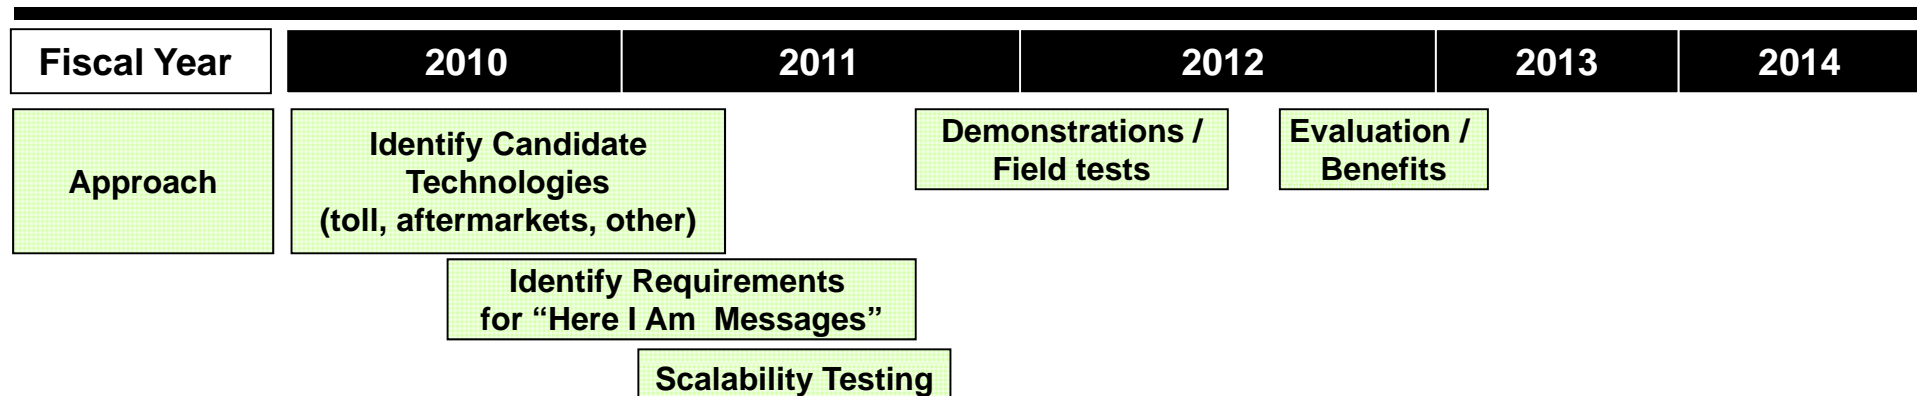 Fiscal Year 2010 2011 2012 2013 2014
Approach
Identify Candidate
Technologies
(toll, aftermarkets, other)
Demonstrations /
Field tests
Evaluation /
Benefits
Identify Requirements
for “Here I Am  Messages”
Scalability Testing